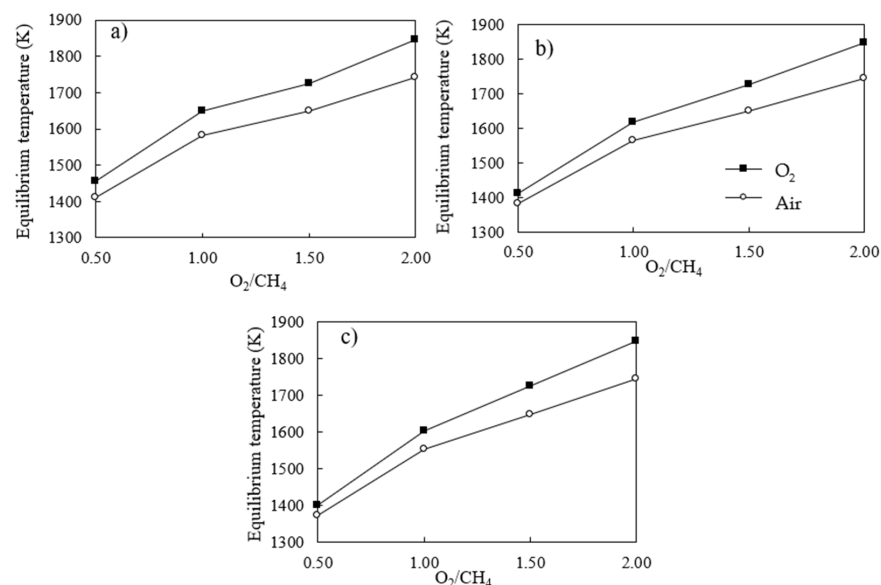 a)
Equilibrium temperature (K)
1900
1800
1700
1600
1500
1400
1300
0.50 1.00 1.50 2.00
O₂/CH₄
b)
Equilibrium temperature (K)
1900
1800
1700
1600
1500
1400
1300
O₂
Air
0.50 1.00 1.50 2.00
O₂/CH₄
c)
Equilibrium temperature (K)
1900
1800
1700
1600
1500
1400
1300
0.50 1.00 1.50 2.00
O₂/CH₄